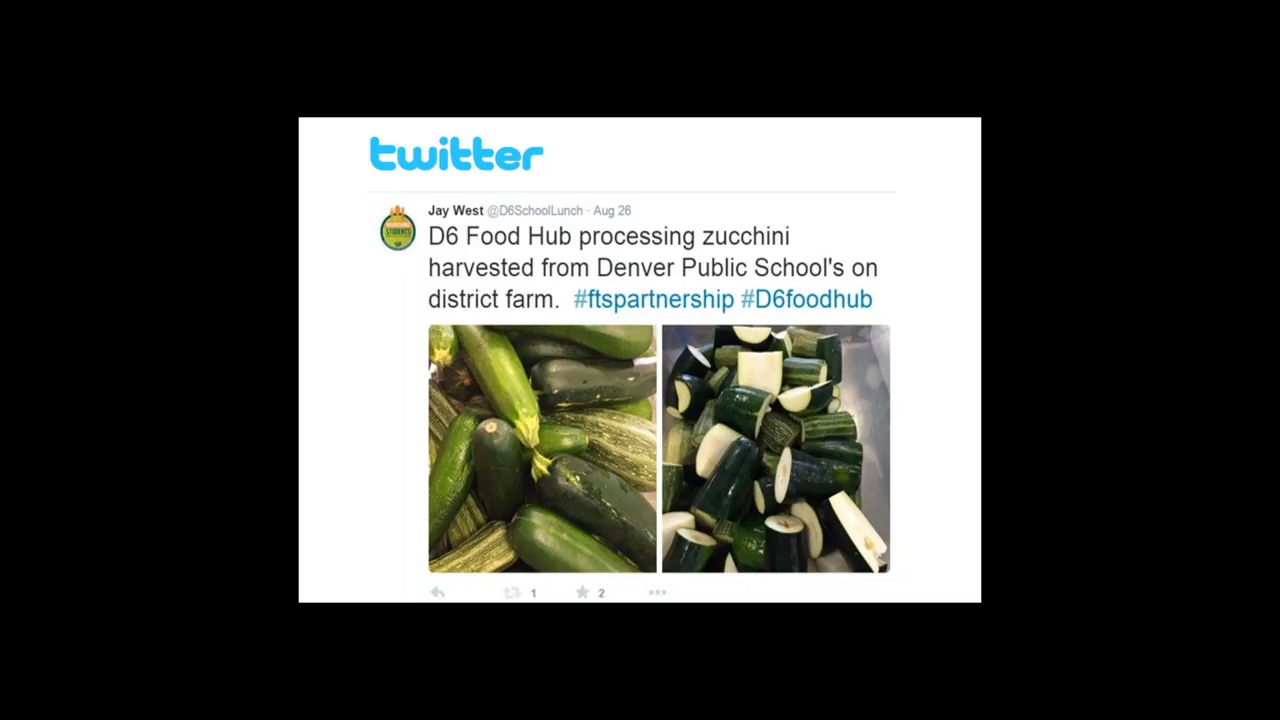 twitter
Jay West @D6SchoolLunch · Aug 26
STUDENTS
D6 Food Hub processing zucchini
harvested from Denver Public School's on
district farm. #ftspartnership #D6foodhub
1 2